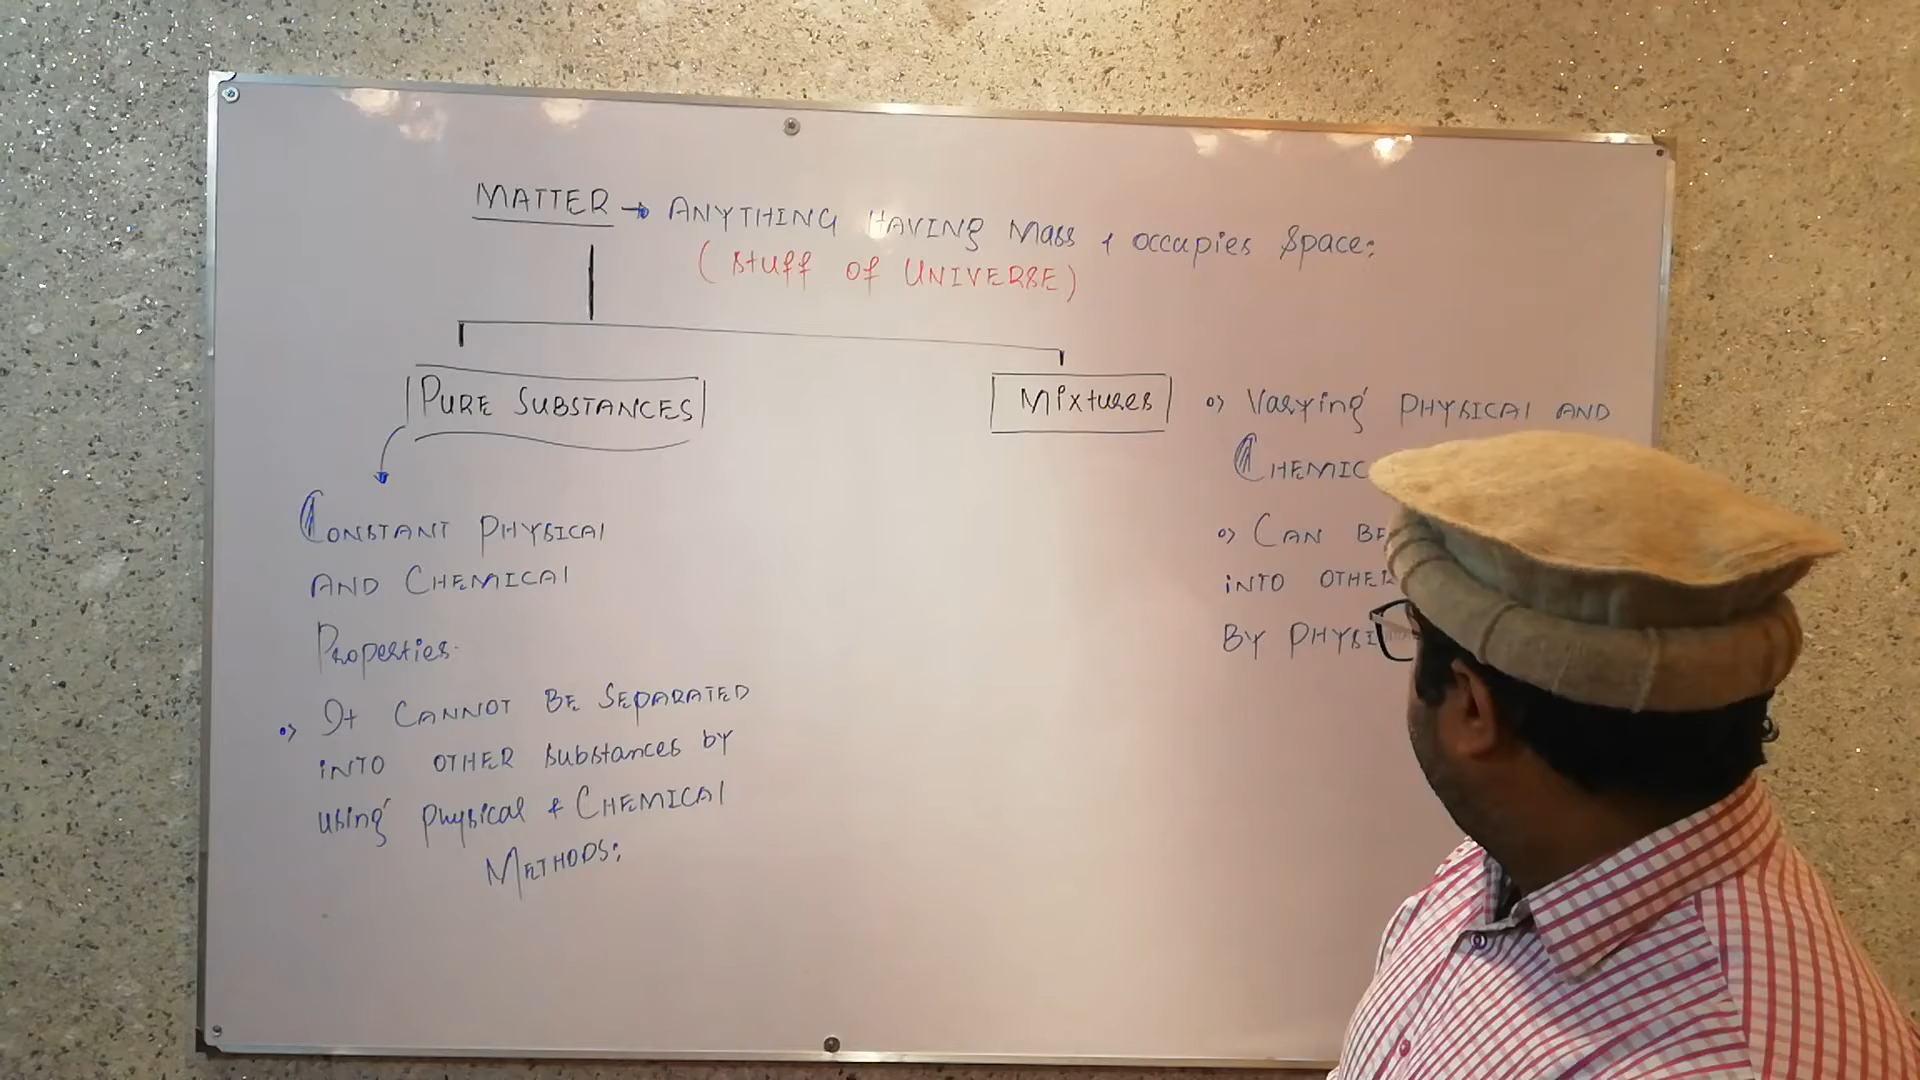 MATTER → ANYTHING HAVING Mass & occupies Space:
(stuff of UNIVERSE)
PURE SUBSTANCES
CONSTANT PHYSICAL
AND CHEMICAL
Properties.
It CANNOT BE SEPARATED
INTO OTHER substances by
using physical & CHEMICAL
METHODS:
Mixtures
Varying PHYSICAL AND
CHEMIC
CAN BE
INTO OTHER
BY PHYSI